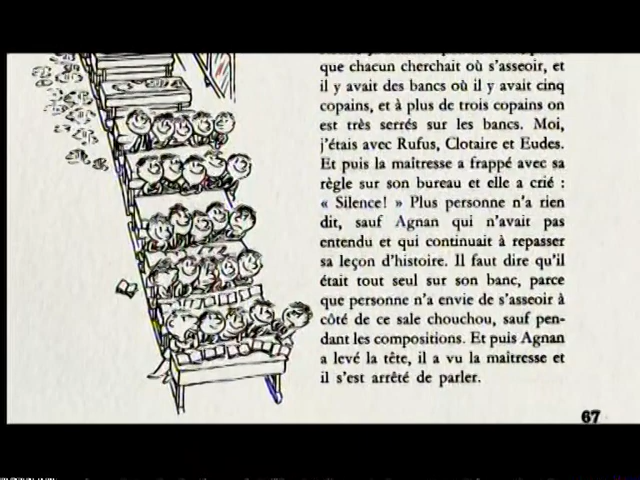 que chacun cherchait où s'asseoir, et
il y avait des bancs où il y avait cinq
copains, et à plus de trois copains on
est très serrés sur les bancs. Moi,
j'étais avec Rufus, Clotaire et Eudes.
Et puis la maîtresse a frappé avec sa
règle sur son bureau et elle a crié :
« Silence! » Plus personne n'a rien
dit, sauf Agnan qui n'avait pas
entendu et qui continuait à repasser
sa leçon d'histoire. Il faut dire qu'il
était tout seul sur son banc, parce
que personne n'a envie de s'asseoir à
côté de ce sale chouchou, sauf pen-
dant les compositions. Et puis Agnan
a levé la tête, il a vu la maîtresse et
il s'est arrêté de parler.
67